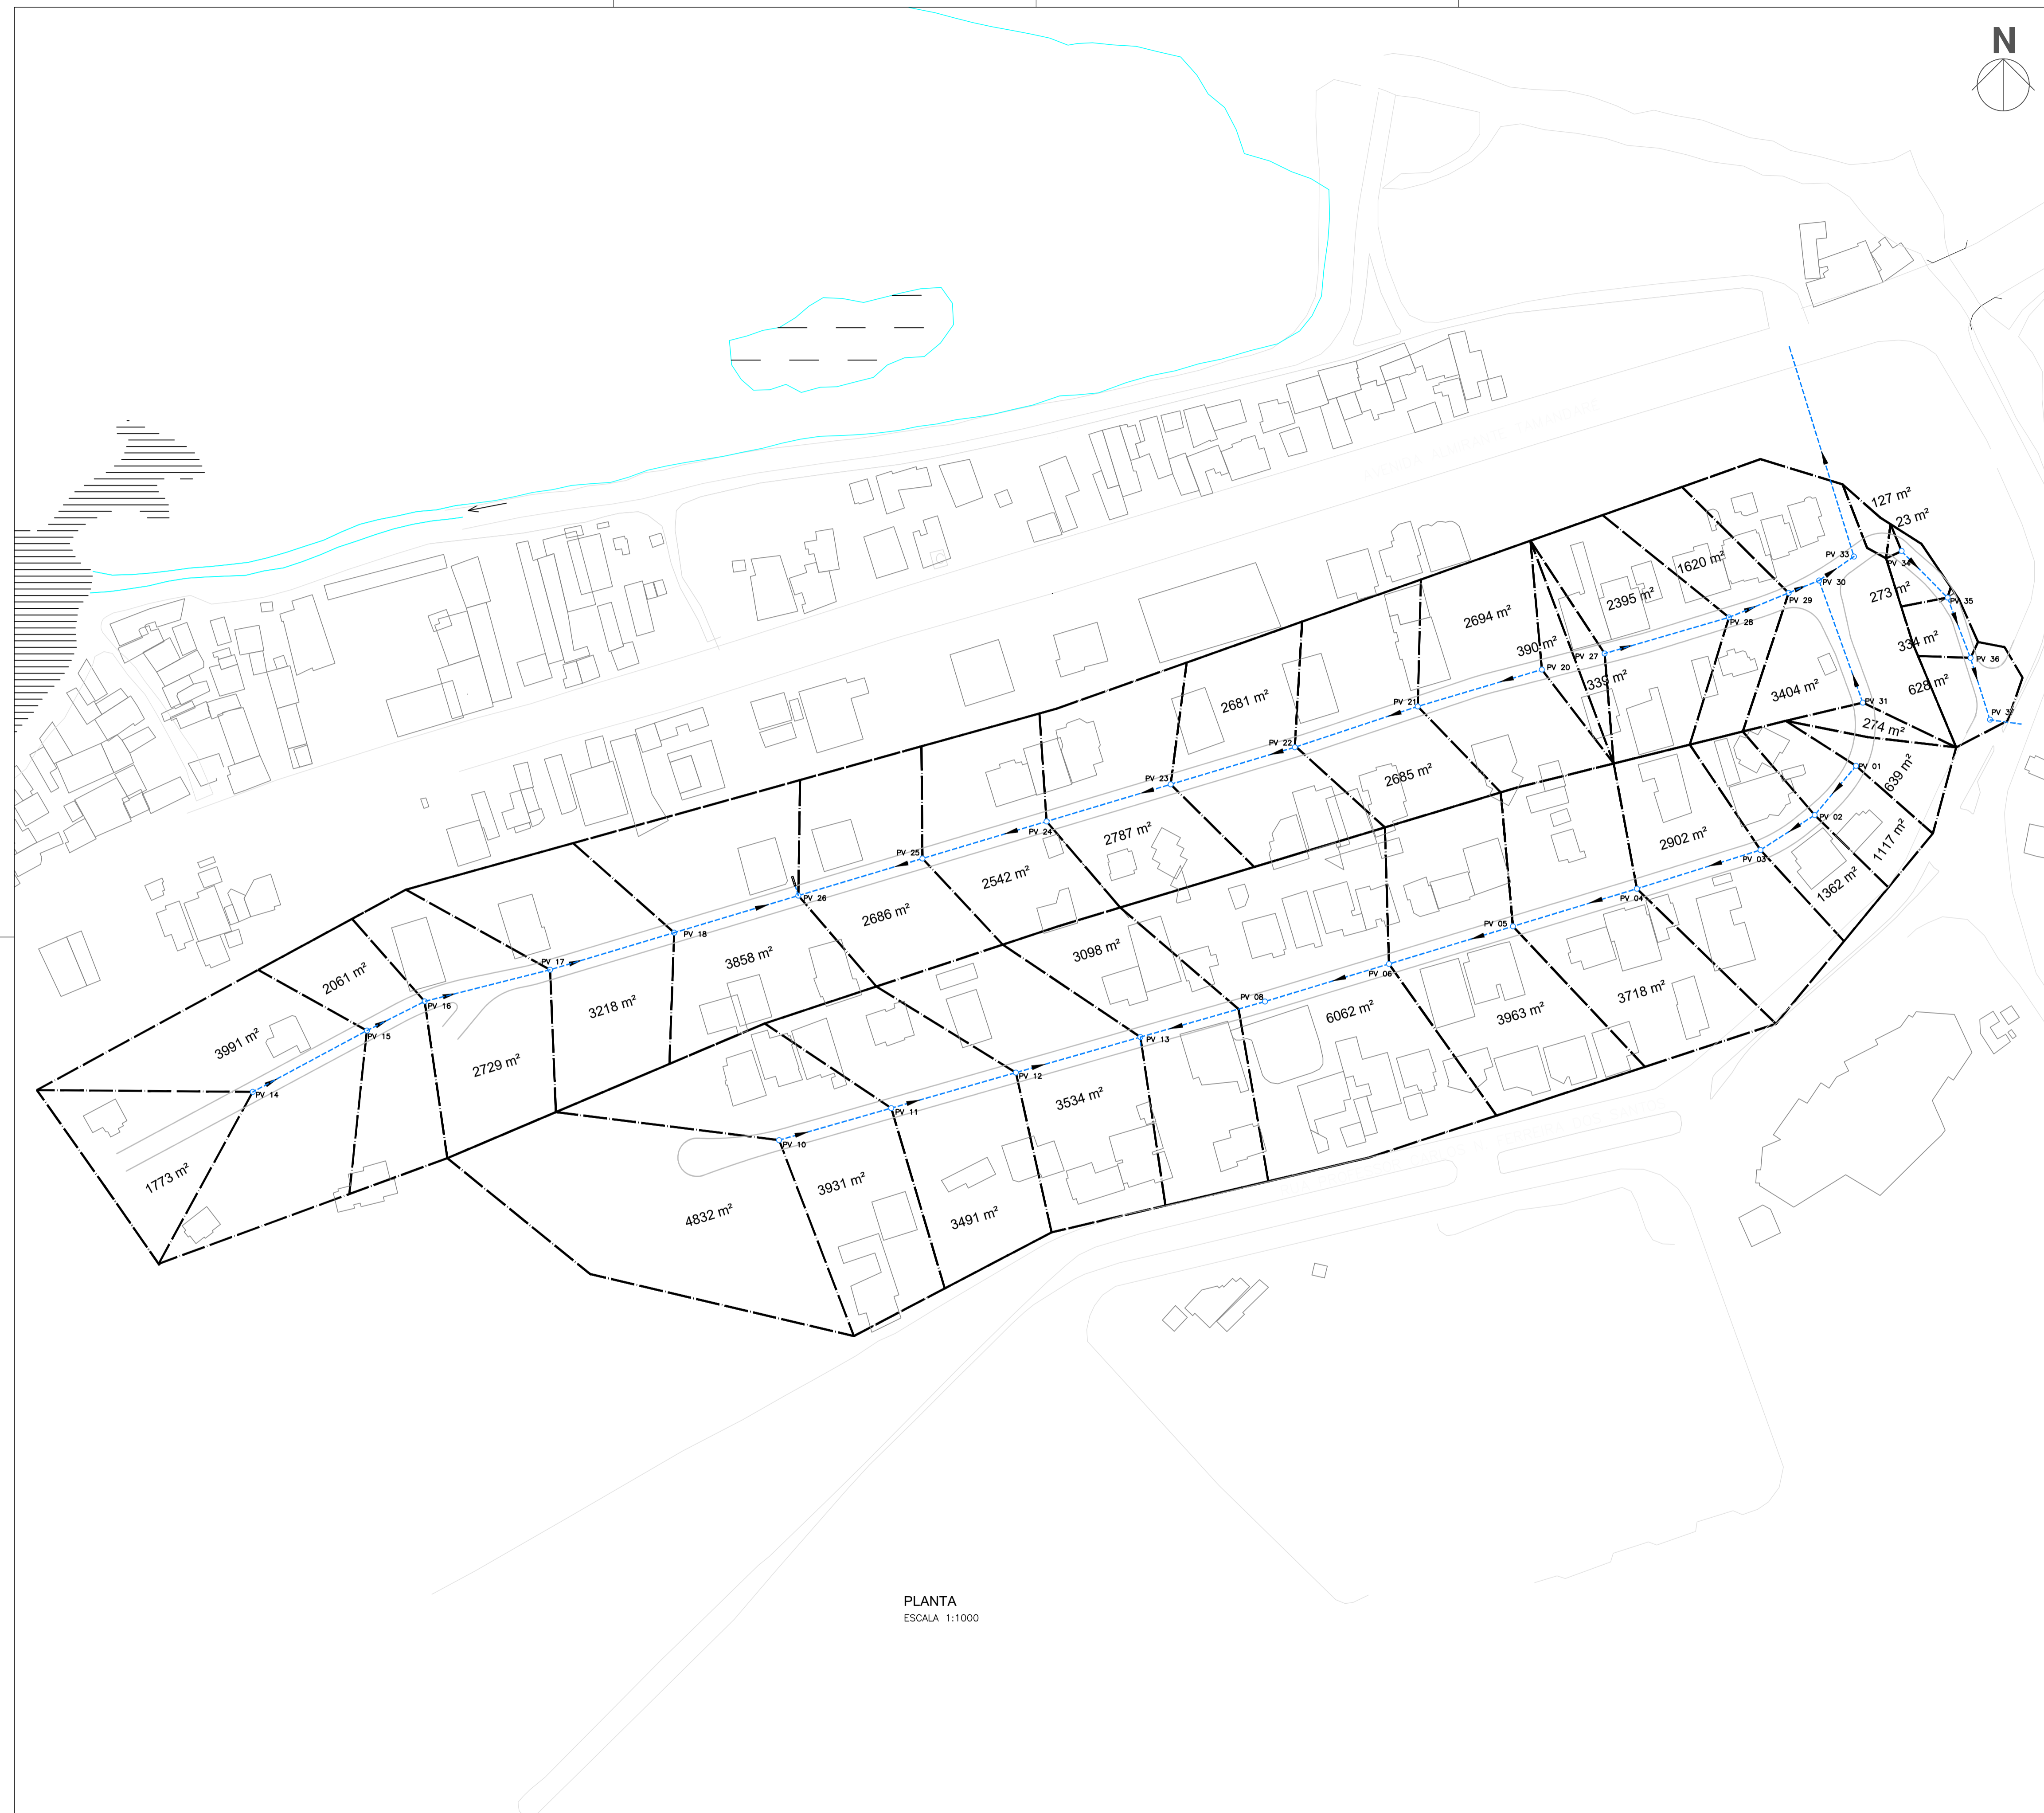 N
127 m²
23 m²
PV 33
PV 34
1620 m²
PV 30
273 m²
PV 29
2395 m²
PV 35
2694 m²
PV 28
334 m²
390 m²
PV 27
PV 20
PV 36
339 m²
3404 m²
628 m²
2681 m²
PV 21
PV 31
PV 37
274 m²
PV 22
PV 01
639 m²
2685 m²
PV 23
PV 02
2787 m²
PV 24
2902 m²
1117 m²
PV 25
PV 03
2542 m²
1362 m²
PV 26
PV 04
2686 m²
PV 05
PV 18
3098 m²
3858 m²
PV 17
PV 06
2061 m²
3718 m²
PV 16
PV 08
3218 m²
6062 m²
3963 m²
3991 m²
PV 15
PV 13
2729 m²
PV 12
PV 14
3534 m²
PV 11
PV 10
1773 m²
3931 m²
4832 m²
3491 m²
PLANTA
ESCALA 1:1000